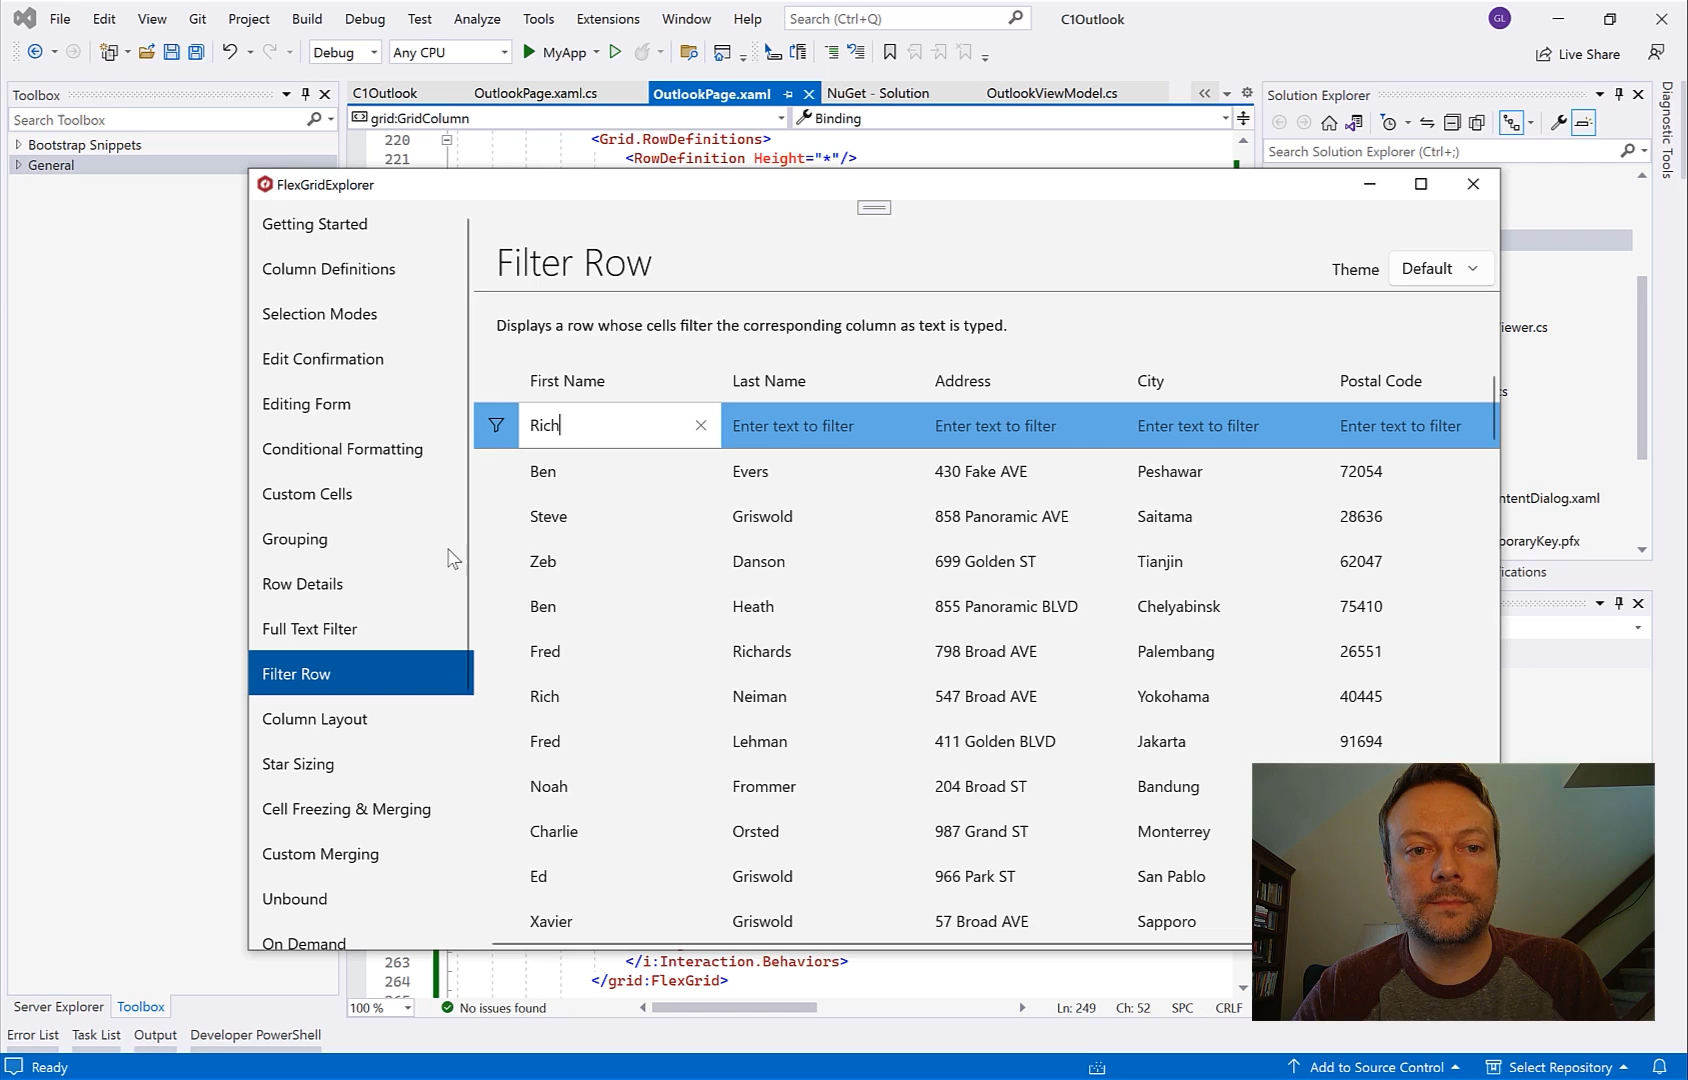 File Edit View Git Project Build Debug Test Analyze Tools Extensions Window Help Search (Ctrl+Q) C1Outlook GL
Debug Any CPU MyApp Live Share
Toolbox
Search Toolbox
Bootstrap Snippets
General
C1Outlook OutlookPage.xaml.cs OutlookPage.xaml NuGet - Solution OutlookViewModel.cs
grid:GridColumn Binding
220 <Grid.RowDefinitions>
221 <RowDefinition Height="*"/>
Solution Explorer
Search Solution Explorer (Ctrl+;)
Diagnostic Tools
FlexGridExplorer
Getting Started
Column Definitions
Selection Modes
Edit Confirmation
Editing Form
Conditional Formatting
Custom Cells
Grouping
Row Details
Full Text Filter
Filter Row
Column Layout
Star Sizing
Cell Freezing & Merging
Custom Merging
Unbound
On Demand
Filter Row
Theme Default
Displays a row whose cells filter the corresponding column as text is typed.
First Name Last Name Address City Postal Code
Rich Enter text to filter Enter text to filter Enter text to filter Enter text to filter
Ben Evers 430 Fake AVE Peshawar 72054
Steve Griswold 858 Panoramic AVE Saitama 28636
Zeb Danson 699 Golden ST Tianjin 62047
Ben Heath 855 Panoramic BLVD Chelyabinsk 75410
Fred Richards 798 Broad AVE Palembang 26551
Rich Neiman 547 Broad AVE Yokohama 40445
Fred Lehman 411 Golden BLVD Jakarta 91694
Noah Frommer 204 Broad ST Bandung
Charlie Orsted 987 Grand ST Monterrey
Ed Griswold 966 Park ST San Pablo
Xavier Griswold 57 Broad AVE Sapporo
iewer.cs
cs
ntentDialog.xaml
poraryKey.pfx
ications
263 </i:Interaction.Behaviors>
264 </grid:FlexGrid>
100 % No issues found Ln: 249 Ch: 52 SPC CRLF
Server Explorer Toolbox
Error List Task List Output Developer PowerShell
Ready Add to Source Control Select Repository